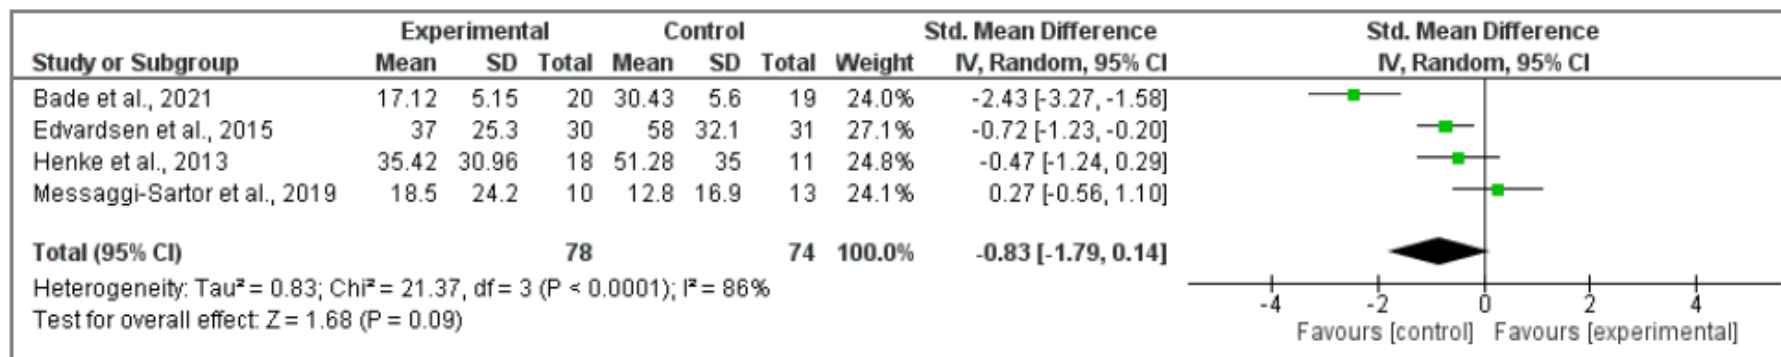 Experimental Control Std. Mean Difference Std. Mean Difference
Study or Subgroup Mean SD Total Mean SD Total Weight IV, Random, 95% CI IV, Random, 95% CI
Bade et al., 2021 17.12 5.15 20 30.43 5.6 19 24.0% -2.43 [-3.27, -1.58]
Edvardsen et al., 2015 37 25.3 30 58 32.1 31 27.1% -0.72 [-1.23, -0.20]
Henke et al., 2013 35.42 30.96 18 51.28 35 11 24.8% -0.47 [-1.24, 0.29]
Messaggi-Sartor et al., 2019 18.5 24.2 10 12.8 16.9 13 24.1% 0.27 [-0.56, 1.10]
Total (95% CI) 78 74 100.0% -0.83 [-1.79, 0.14]
Heterogeneity: Tau² = 0.83; Chi² = 21.37, df = 3 (P < 0.0001); I² = 86%
Test for overall effect: Z = 1.68 (P = 0.09)
-4 -2 0 2 4
Favours [control] Favours [experimental]